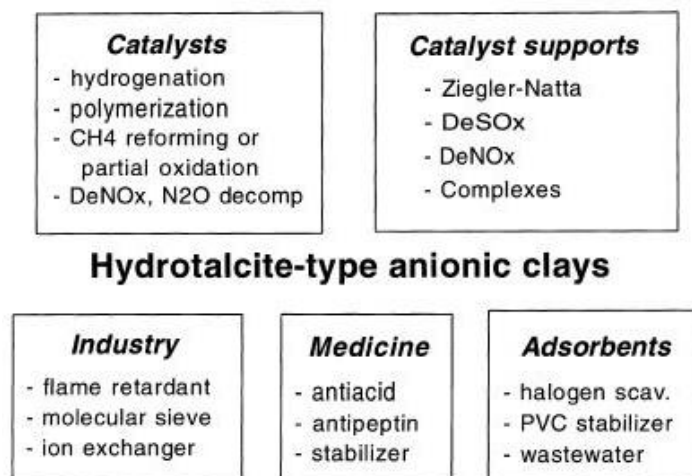 Catalysts
- hydrogenation
- polymerization
- CH4 reforming or
partial oxidation
- DeNOx, N2O decomp
Catalyst supports
- Ziegler-Natta
- DeSOx
- DeNOx
- Complexes
Hydrotalcite-type anionic clays
Industry
- flame retardant
- molecular sieve
- ion exchanger
Medicine
- antiacid
- antipeptin
- stabilizer
Adsorbents
- halogen scav.
- PVC stabilizer
- wastewater